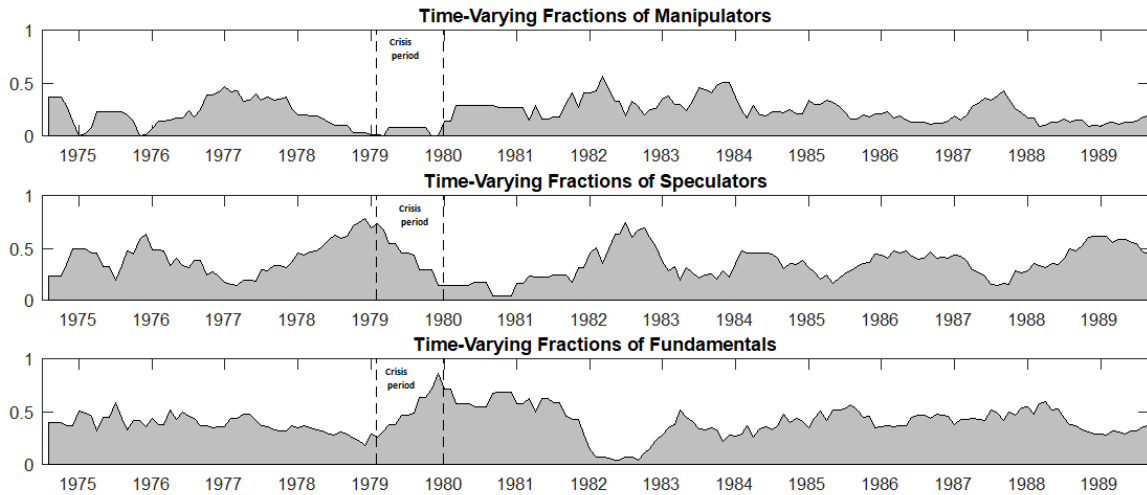 Time-Varying Fractions of Manipulators
1
0.5
0
Crisis
period
1975 1976 1977 1978 1979 1980 1981 1982 1983 1984 1985 1986 1987 1988 1989
Time-Varying Fractions of Speculators
1
0.5
0
Crisis
period
1975 1976 1977 1978 1979 1980 1981 1982 1983 1984 1985 1986 1987 1988 1989
Time-Varying Fractions of Fundamentals
1
0.5
0
Crisis
period
1975 1976 1977 1978 1979 1980 1981 1982 1983 1984 1985 1986 1987 1988 1989